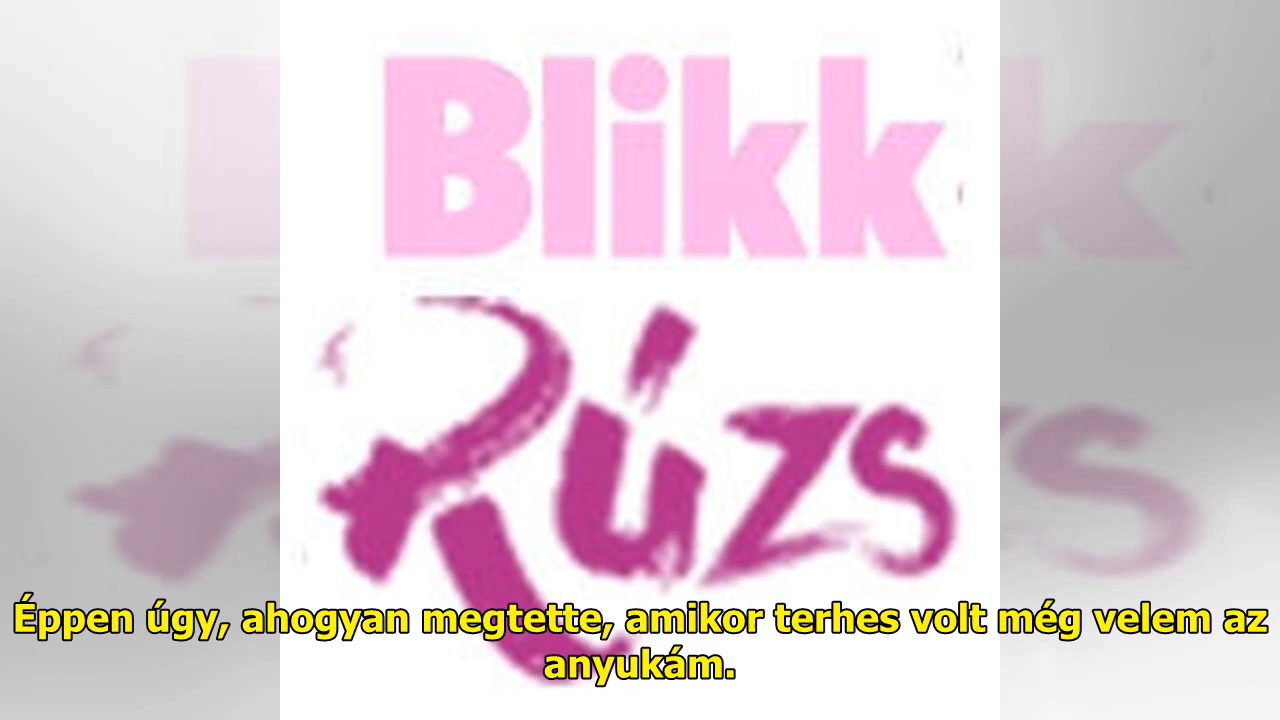 Blikk
Rúzs
Éppen úgy, ahogyan megtette, amikor terhes volt még velem az
anyukám.